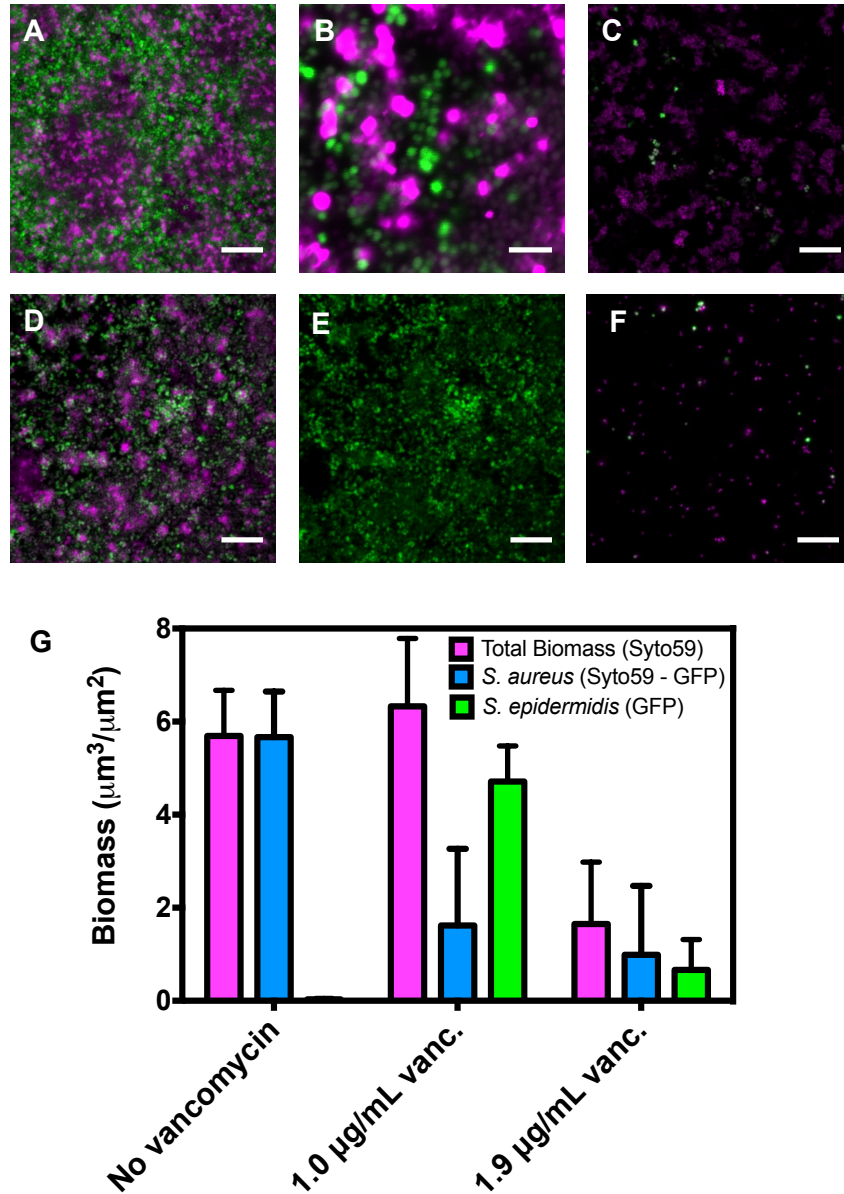 A
B
C
D
E
F
G
8
6
4
2
0
Biomass (μm³/μm²)
Total Biomass (Syto59)
S. aureus (Syto59 - GFP)
S. epidermidis (GFP)
No vancomycin
1.0 µg/mL vanc.
1.9 µg/mL vanc.